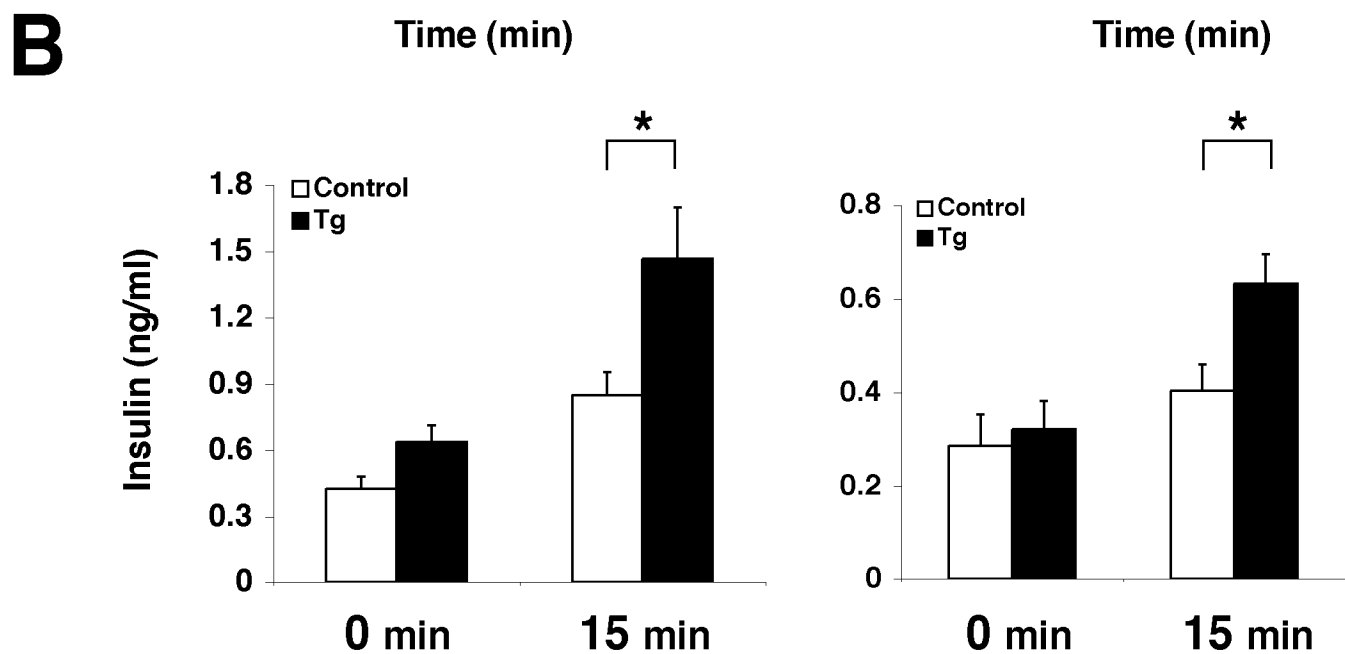 B
Time (min)
Time (min)
*
*
Insulin (ng/ml)
1.8
1.5
1.2
0.9
0.6
0.3
0
Control
Tg
0 min
15 min
0.8
0.6
0.4
0.2
0
Control
Tg
0 min
15 min